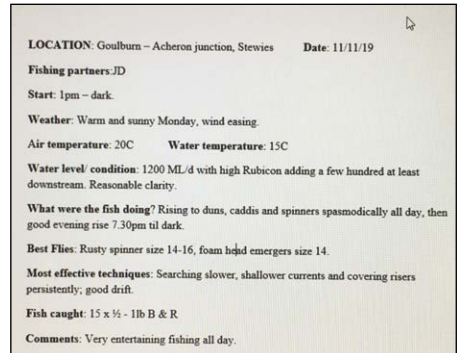 LOCATION: Goulburn – Acheron junction, Stewies Date: 11/11/19
Fishing partners:JD
Start: 1pm – dark.
Weather: Warm and sunny Monday, wind easing.
Air temperature: 20C Water temperature: 15C
Water level/ condition: 1200 ML/d with high Rubicon adding a few hundred at least
downstream. Reasonable clarity.
What were the fish doing? Rising to duns, caddis and spinners spasmodically all day, then
good evening rise 7.30pm til dark.
Best Flies: Rusty spinner size 14-16, foam head emergers size 14.
Most effective techniques: Searching slower, shallower currents and covering risers
persistently; good drift.
Fish caught: 15 x ½ - 1lb B & R
Comments: Very entertaining fishing all day.